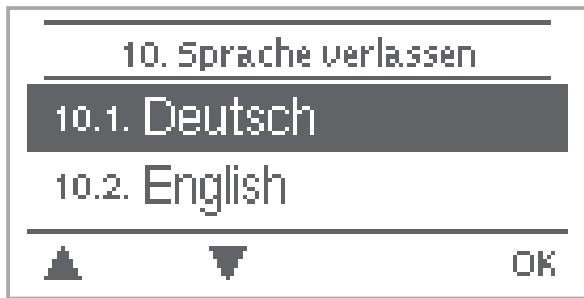 10. Sprache verlassen
10.1. Deutsch
10.2. English
OK